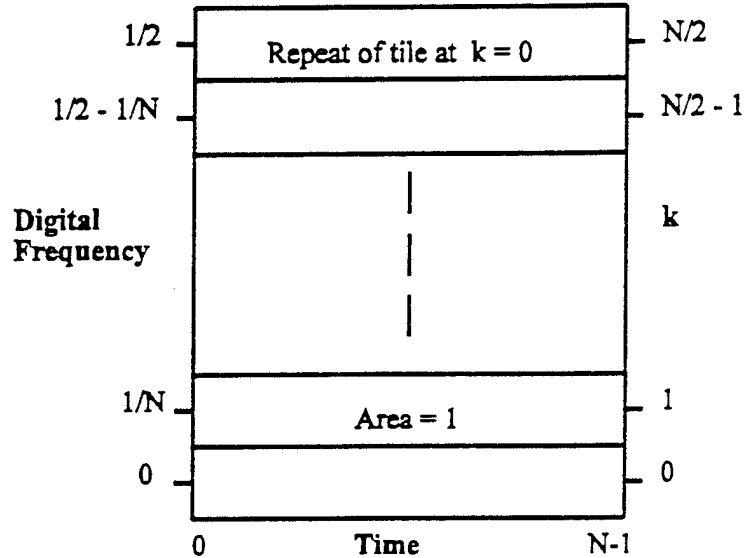 1/2
Repeat of tile at k = 0
N/2
1/2 - 1/N
N/2 - 1
Digital
Frequency
k
1/N
Area = 1
1
0
0
0
Time
N-1